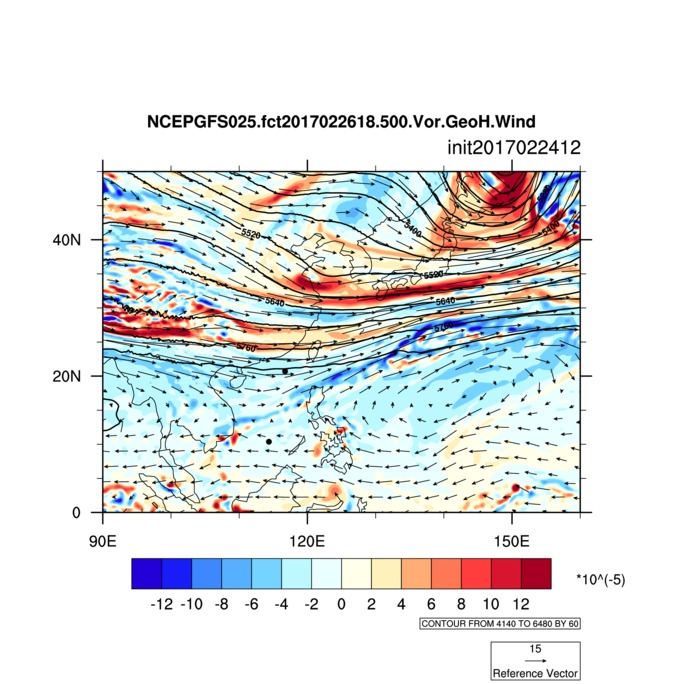 NCEPGFS025.fct2017022618.500.Vor.GeoH.Wind
init2017022412
40N
20N
0
90E 120E 150E
5520
5400
5400
5520
5640
5640
5760
5760
-12 -10 -8 -6 -4 -2 0 2 4 6 8 10 12
*10^(-5)
CONTOUR FROM 4140 TO 6480 BY 60
15
Reference Vector